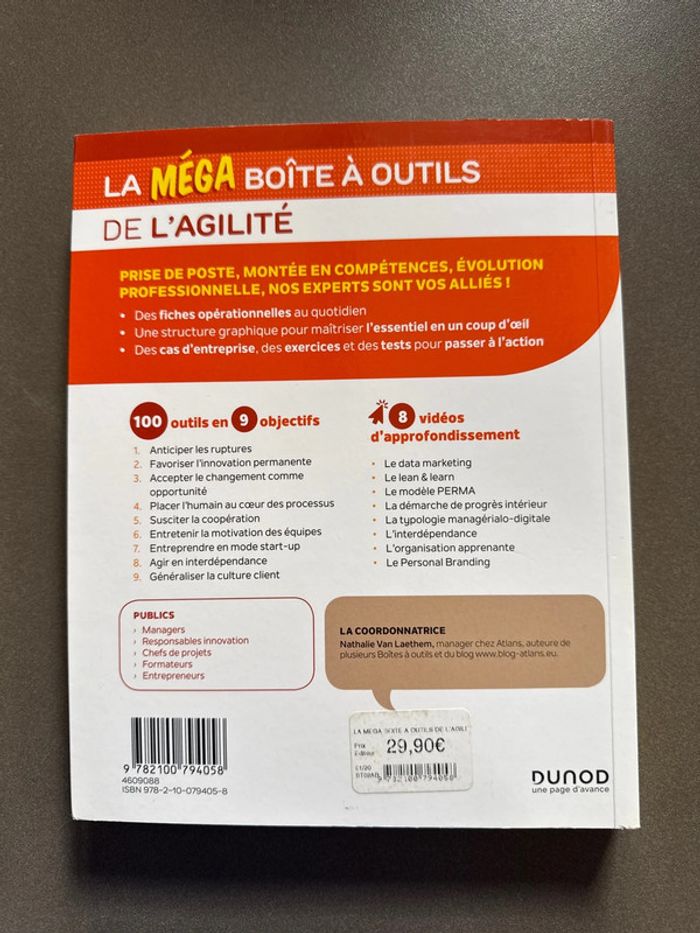 LA MÉGA BOÎTE À OUTILS
DE L'AGILITÉ
PRISE DE POSTE, MONTÉE EN COMPÉTENCES, ÉVOLUTION
PROFESSIONNELLE, NOS EXPERTS SONT VOS ALLIÉS !
• Des fiches opérationnelles au quotidien
• Une structure graphique pour maîtriser l'essentiel en un coup d'œil
• Des cas d'entreprise, des exercices et des tests pour passer à l'action
100 outils en 9 objectifs
1. Anticiper les ruptures
2. Favoriser l'innovation permanente
3. Accepter le changement comme
opportunité
4. Placer l'humain au cœur des processus
5. Susciter la coopération
6. Entretenir la motivation des équipes
7. Entreprendre en mode start-up
8. Agir en interdépendance
9. Généraliser la culture client
8 vidéos
d'approfondissement
• Le data marketing
• Le lean & learn
• Le modèle PERMA
• La démarche de progrès intérieur
• La typologie managérialo-digitale
• L'interdépendance
• L'organisation apprenante
• Le Personal Branding
PUBLICS
› Managers
› Responsables innovation
› Chefs de projets
› Formateurs
› Entrepreneurs
LA COORDONNATRICE
Nathalie Van Laethem, manager chez Atlans, auteure de
plusieurs Boîtes à outils et du blog www.blog-atlans.eu.
9 782100 794058
4609088
ISBN 978-2-10-079405-8
LA MEGA BOITE A OUTILS DE L'AGILI
Prix
Editeur
29,90€
01/20
9 782100 794058
DUNOD
une page d'avance